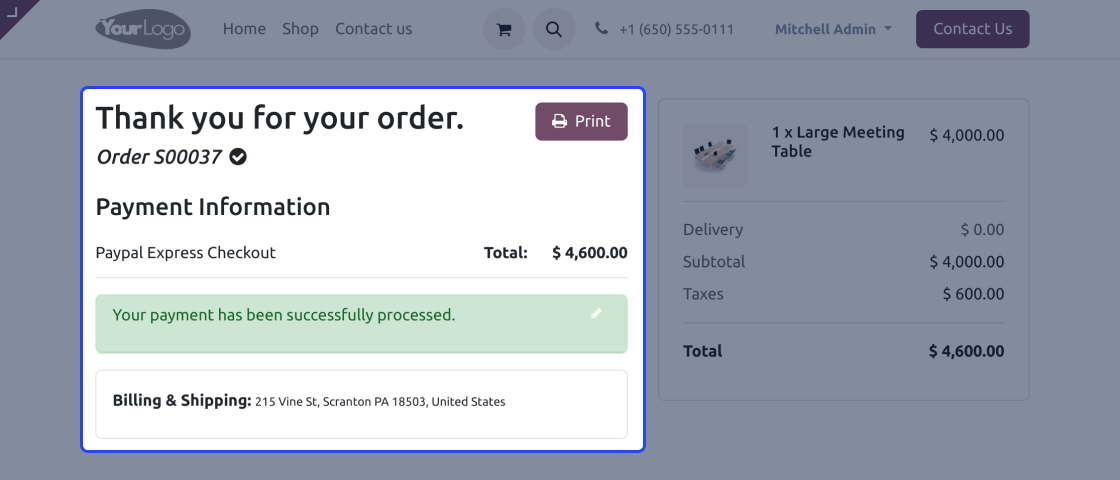 YourLogo
Home Shop Contact us +1 (650) 555-0111 Mitchell Admin Contact Us
Thank you for your order.
Print
Order S00037
Payment Information
Paypal Express Checkout Total: $ 4,600.00
Your payment has been successfully processed.
Billing & Shipping: 215 Vine St, Scranton PA 18503, United States
1 x Large Meeting Table $ 4,000.00
Delivery $ 0.00
Subtotal $ 4,000.00
Taxes $ 600.00
Total $ 4,600.00